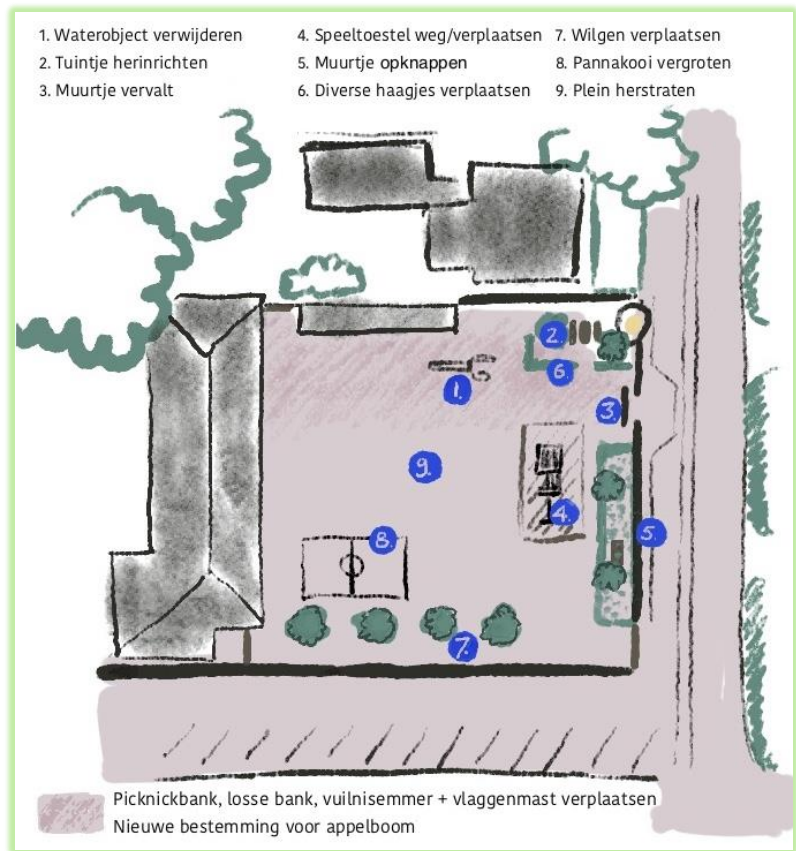 1. Waterobject verwijderen
2. Tuintje herinrichten
3. Muurtje vervalt
4. Speeltoestel weg/verplaatsen
5. Muurtje opknappen
6. Diverse haagjes verplaatsen
7. Wilgen verplaatsen
8. Pannakooi vergroten
9. Plein herstraten
2.
6.
1.
3.
9.
4.
5.
8.
7.
Picknickbank, losse bank, vuilnisemmer + vlaggenmast verplaatsen
Nieuwe bestemming voor appelboom